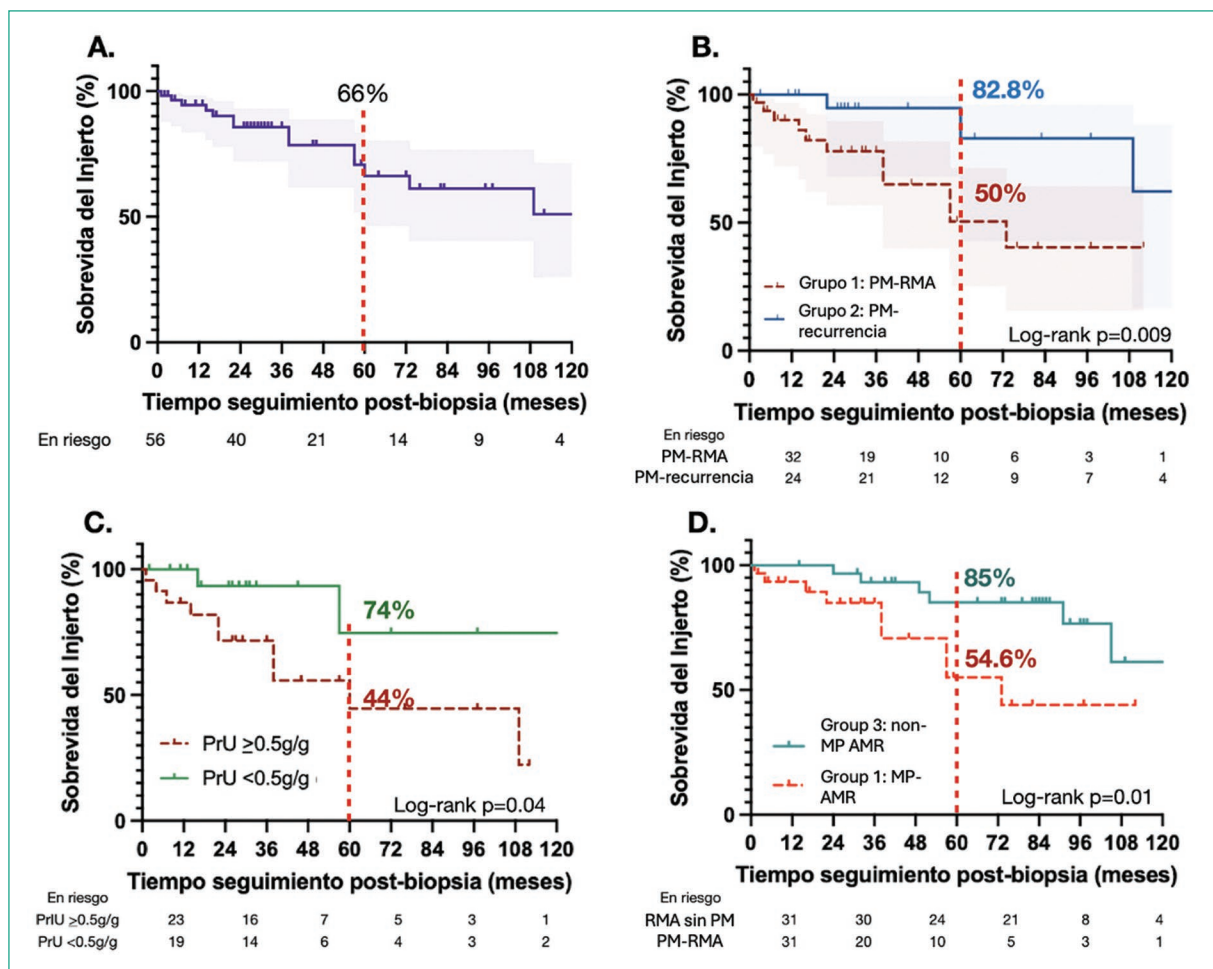 A.
Sobrevida del Injerto (%)
100
50
0
66%
0 12 24 36 48 60 72 84 96 108 120
Tiempo seguimiento post-biopsia (meses)
En riesgo 56 40 21 14 9 4
B.
Sobrevida del Injerto (%)
100
50
0
82.8%
50%
Grupo 1: PM-RMA
Grupo 2: PM-
recurrencia
Log-rank p=0.009
0 12 24 36 48 60 72 84 96 108 120
Tiempo seguimiento post-biopsia (meses)
En riesgo
PM-RMA 32 19 10 6 3 1
PM-recurrencia 24 21 12 9 7 4
C.
Sobrevida del Injerto (%)
100
50
0
74%
44%
PrU ≥0.5g/g
PrU <0.5g/g
Log-rank p=0.04
0 12 24 36 48 60 72 84 96 108 120
Tiempo seguimiento post-biopsia (meses)
En riesgo
PrIU ≥0.5g/g 23 16 7 5 3 1
PrU <0.5g/g 19 14 6 4 3 2
D.
Sobrevida del Injerto (%)
100
50
0
85%
54.6%
Group 3: non-
MP AMR
Group 1: MP-
AMR
Log-rank p=0.01
0 12 24 36 48 60 72 84 96 108 120
Tiempo seguimiento post-biopsia (meses)
En riesgo
RMA sin PM 31 30 24 21 8 4
PM-RMA 31 20 10 5 3 1